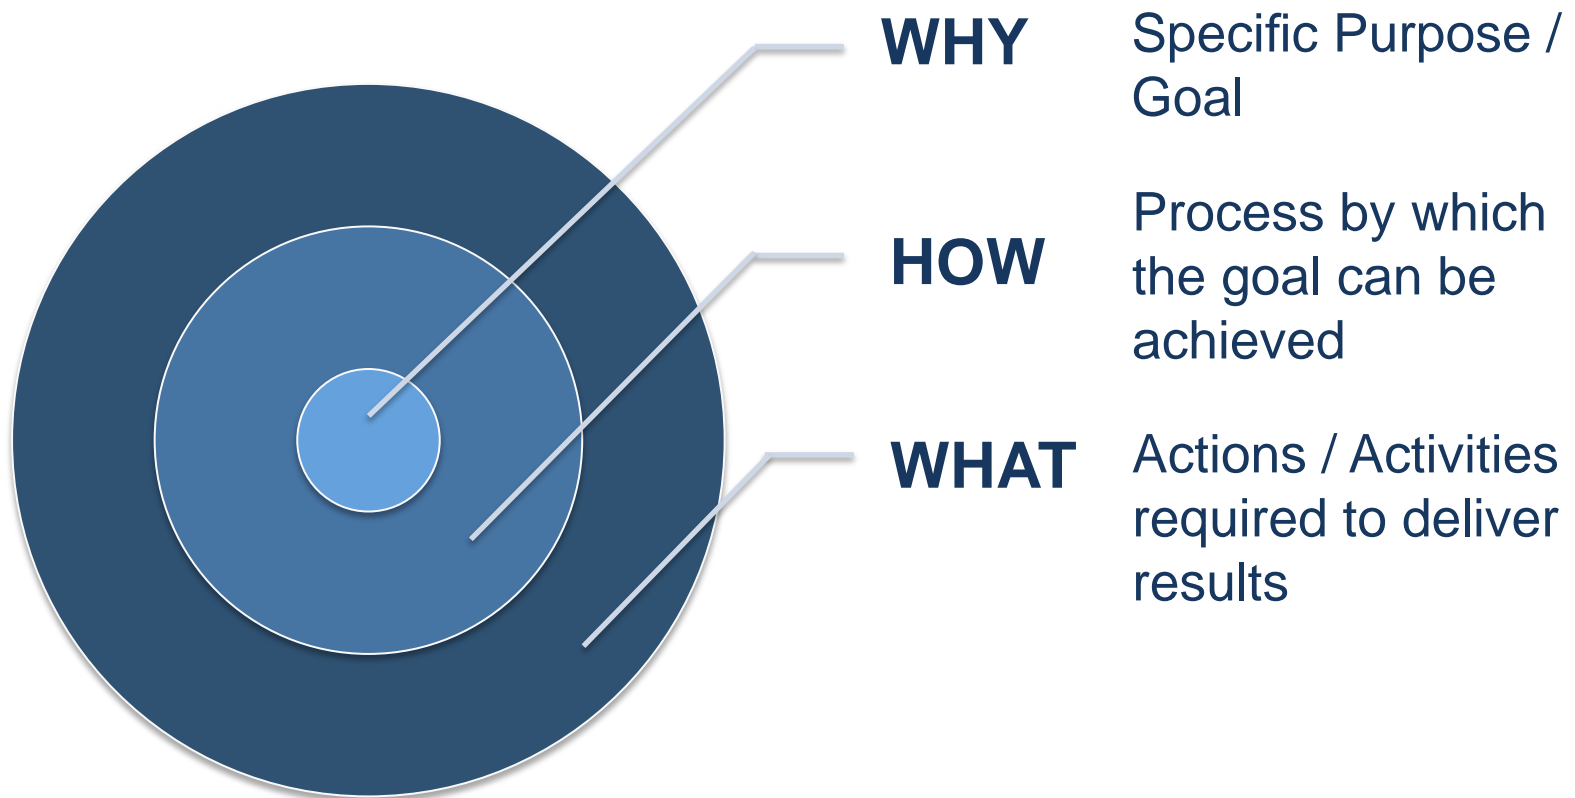 WHY
Specific Purpose /
Goal
HOW
Process by which
the goal can be
achieved
WHAT
Actions / Activities
required to deliver
results